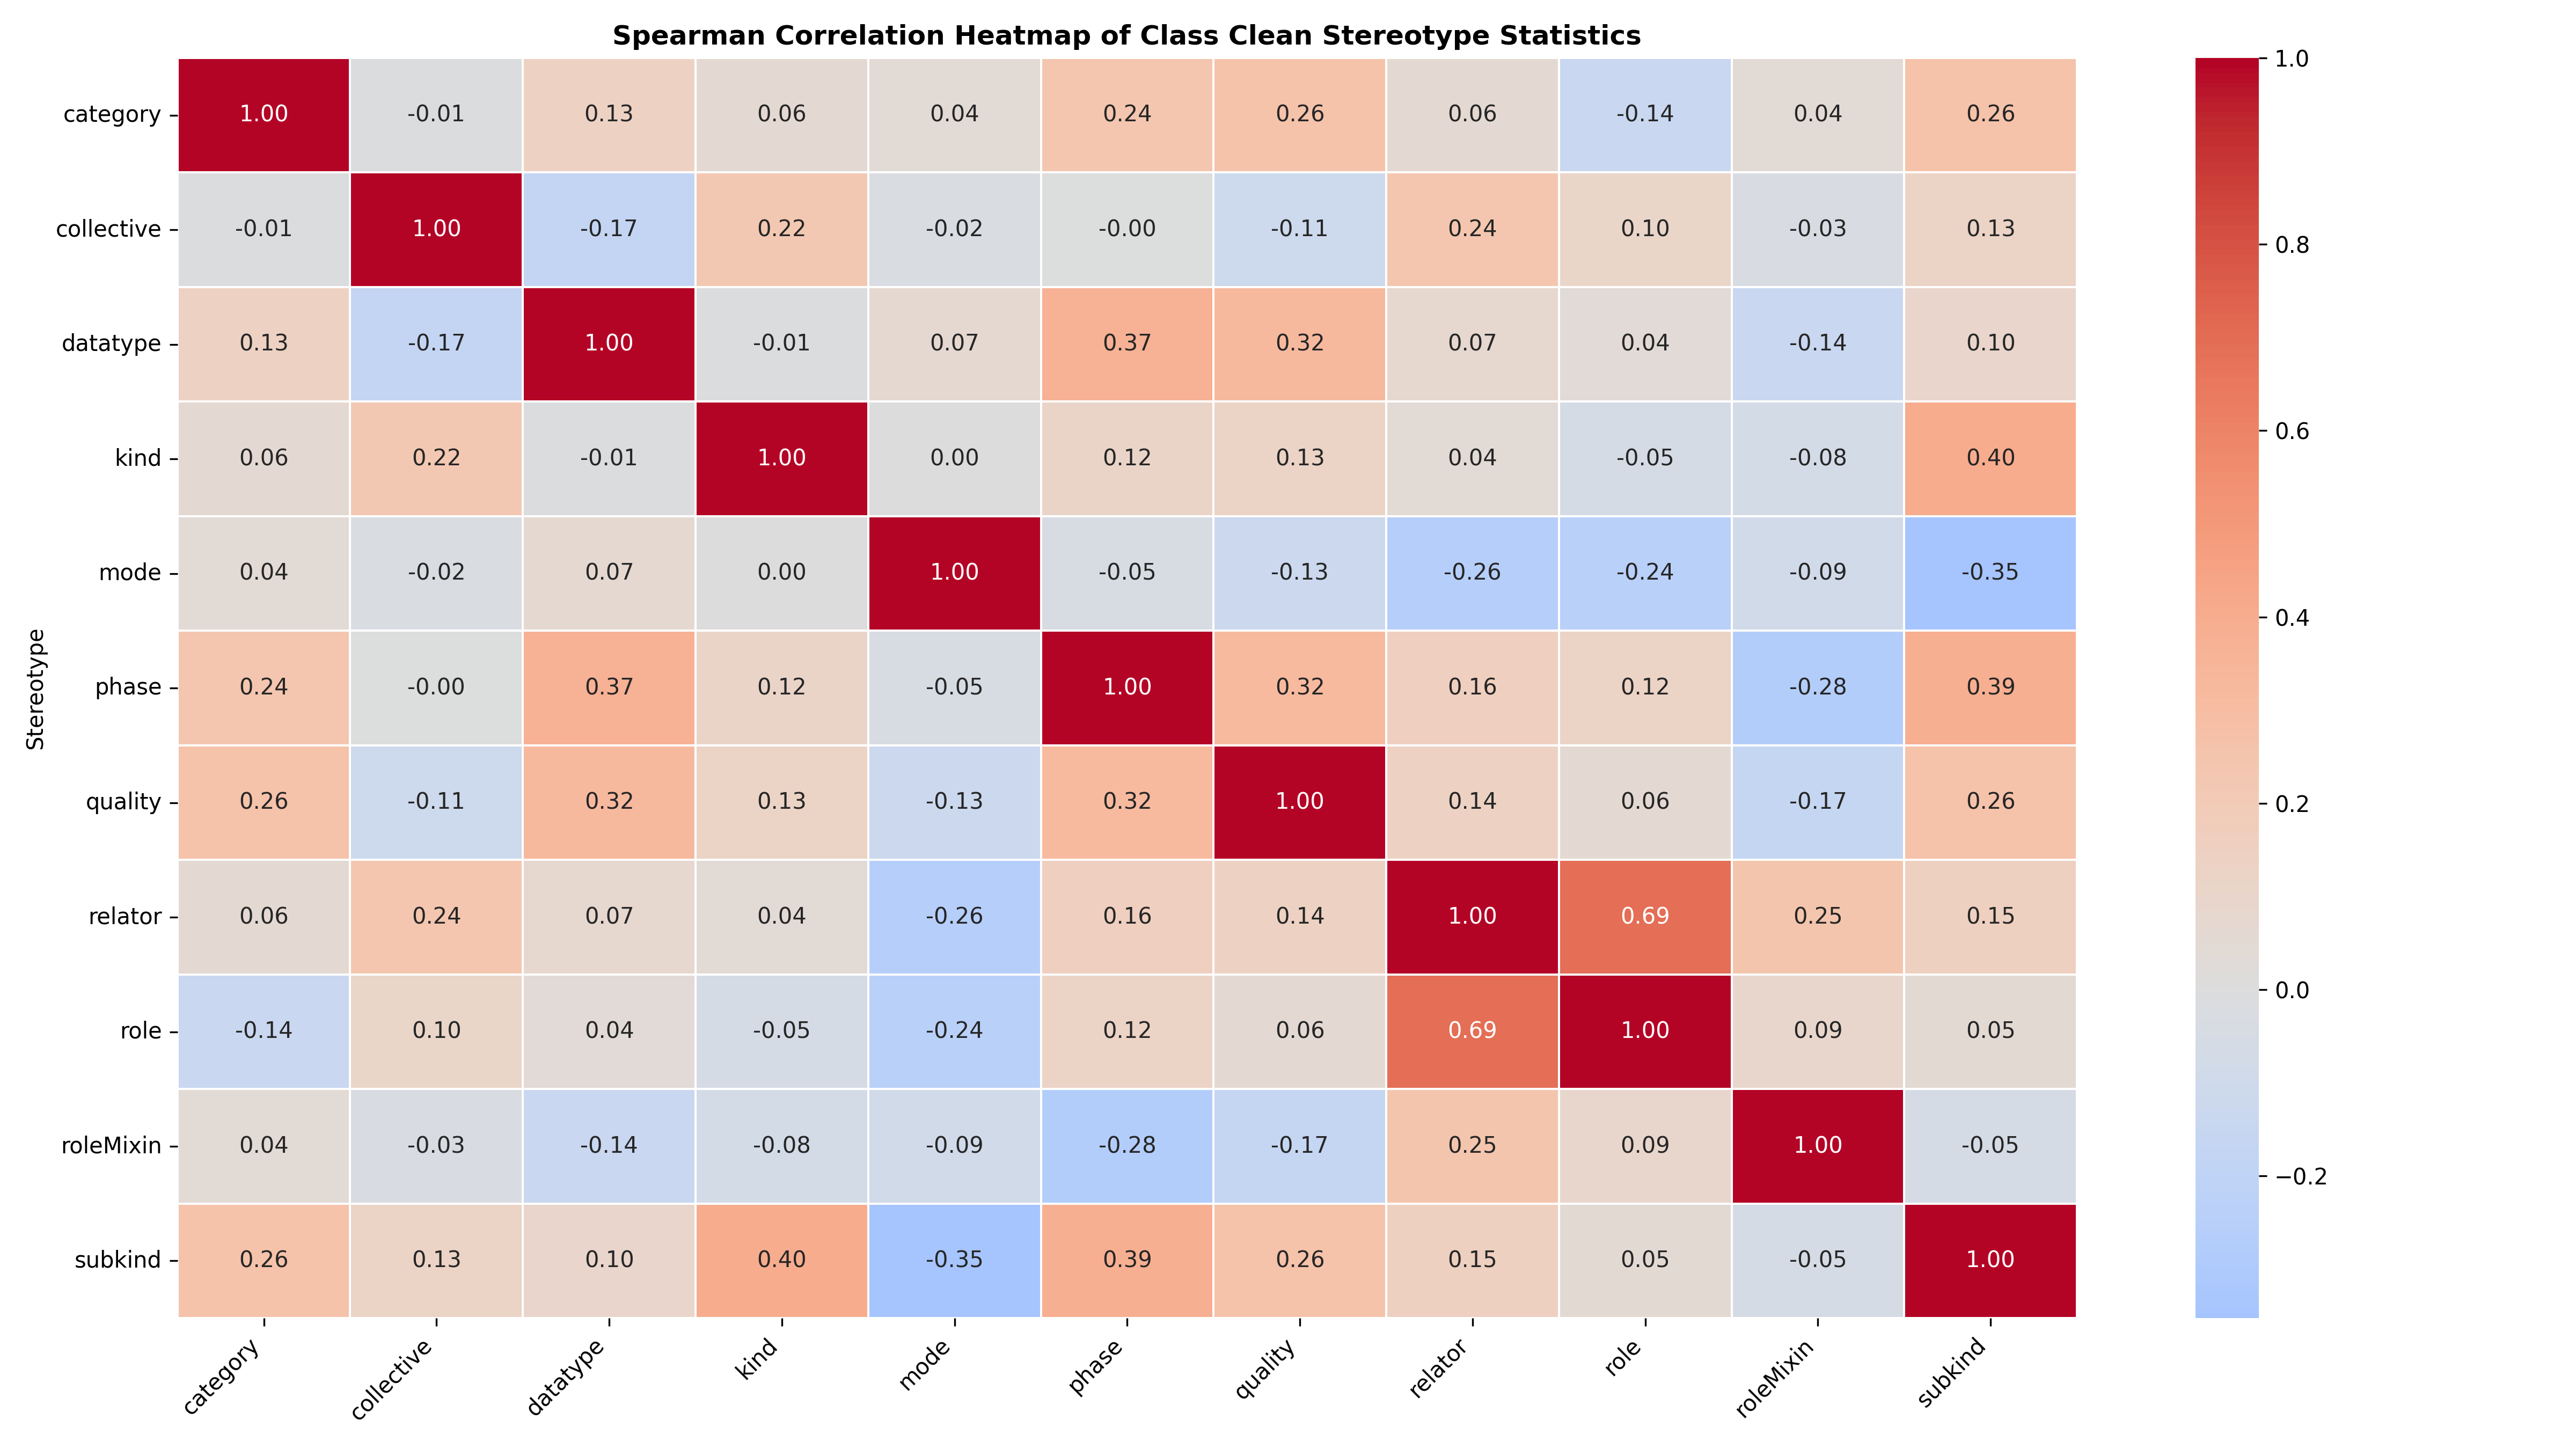 Spearman Correlation Heatmap of Class Clean Stereotype Statistics
Stereotype
category 1.00 -0.01 0.13 0.06 0.04 0.24 0.26 0.06 -0.14 0.04 0.26
collective -0.01 1.00 -0.17 0.22 -0.02 -0.00 -0.11 0.24 0.10 -0.03 0.13
datatype 0.13 -0.17 1.00 -0.01 0.07 0.37 0.32 0.07 0.04 -0.14 0.10
kind 0.06 0.22 -0.01 1.00 0.00 0.12 0.13 0.04 -0.05 -0.08 0.40
mode 0.04 -0.02 0.07 0.00 1.00 -0.05 -0.13 -0.26 -0.24 -0.09 -0.35
phase 0.24 -0.00 0.37 0.12 -0.05 1.00 0.32 0.16 0.12 -0.28 0.39
quality 0.26 -0.11 0.32 0.13 -0.13 0.32 1.00 0.14 0.06 -0.17 0.26
relator 0.06 0.24 0.07 0.04 -0.26 0.16 0.14 1.00 0.69 0.25 0.15
role -0.14 0.10 0.04 -0.05 -0.24 0.12 0.06 0.69 1.00 0.09 0.05
roleMixin 0.04 -0.03 -0.14 -0.08 -0.09 -0.28 -0.17 0.25 0.09 1.00 -0.05
subkind 0.26 0.13 0.10 0.40 -0.35 0.39 0.26 0.15 0.05 -0.05 1.00
category collective datatype kind mode phase quality relator role roleMixin subkind
1.0
0.8
0.6
0.4
0.2
0.0
−0.2